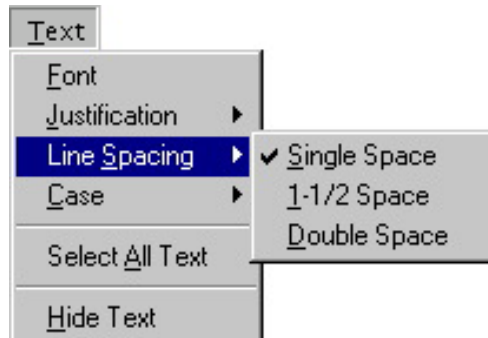 Text
Font
Justification
Line Spacing
Case
Select All Text
Hide Text
Single Space
1-1/2 Space
Double Space